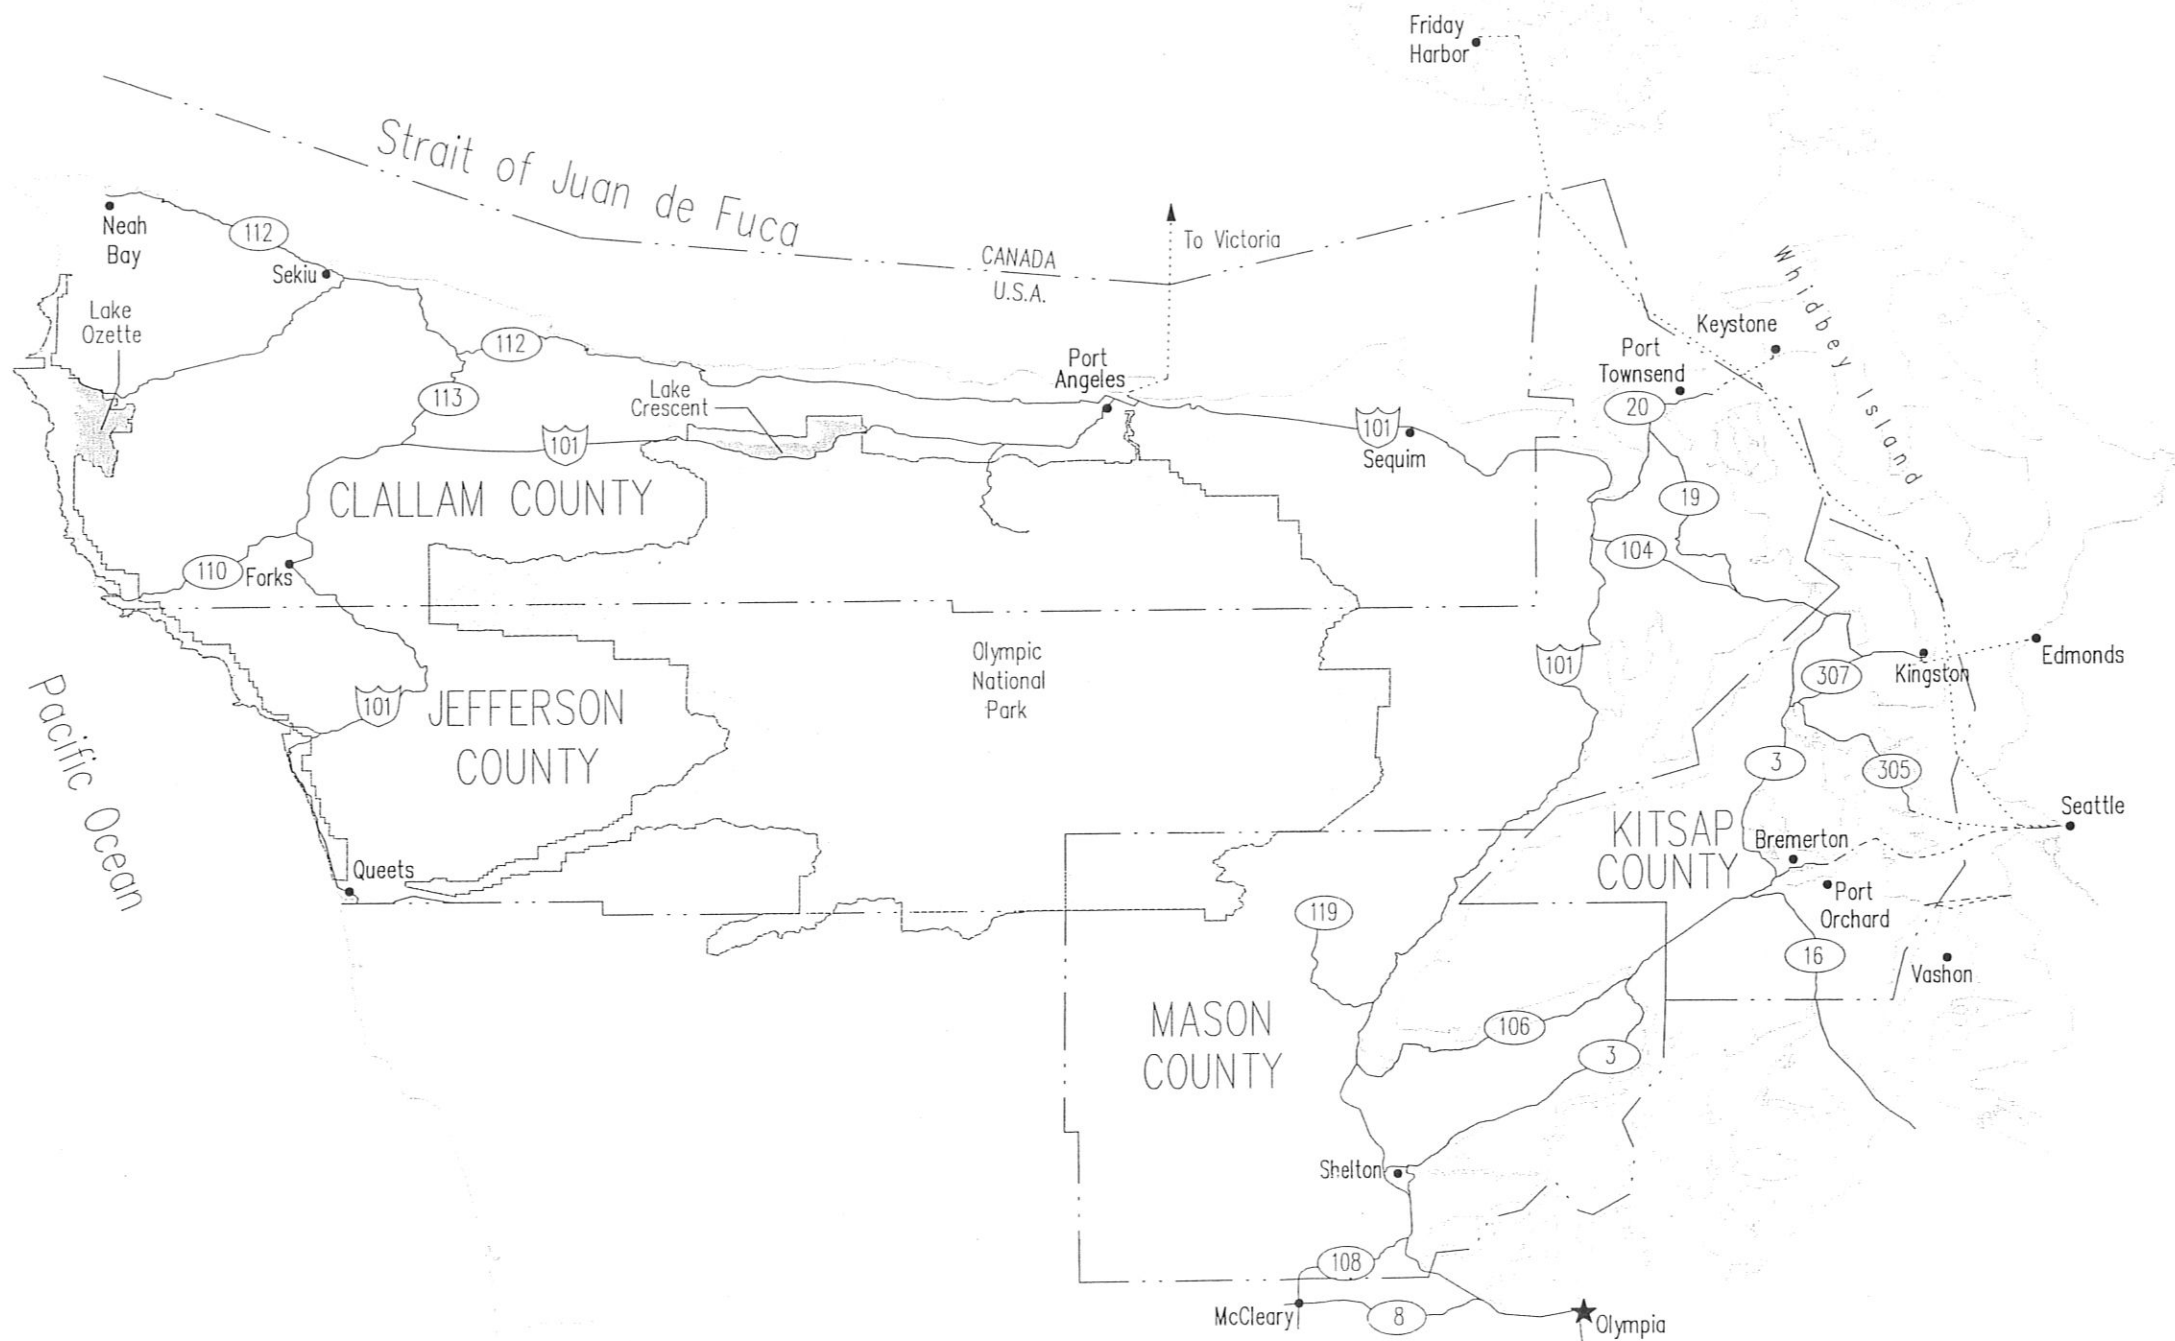 Friday
Harbor
Strait of Juan de Fuca
Neah
Bay
112
Sekiu
To Victoria
CANADA
U.S.A.
Whidbey Island
Lake
Ozette
112
Keystone
Port
Townsend
20
Port
Angeles
113
Lake
Crescent
101
101
Sequim
CLALLAM COUNTY
19
104
110
Forks
Olympic
National
Park
101
307
Kingston
Edmonds
Pacific Ocean
101
JEFFERSON
COUNTY
3
305
Seattle
KITSAP
COUNTY
Bremerton
Queets
Port
Orchard
119
16
Vashon
MASON
COUNTY
106
3
Shelton
108
McCleary
8
Olympia